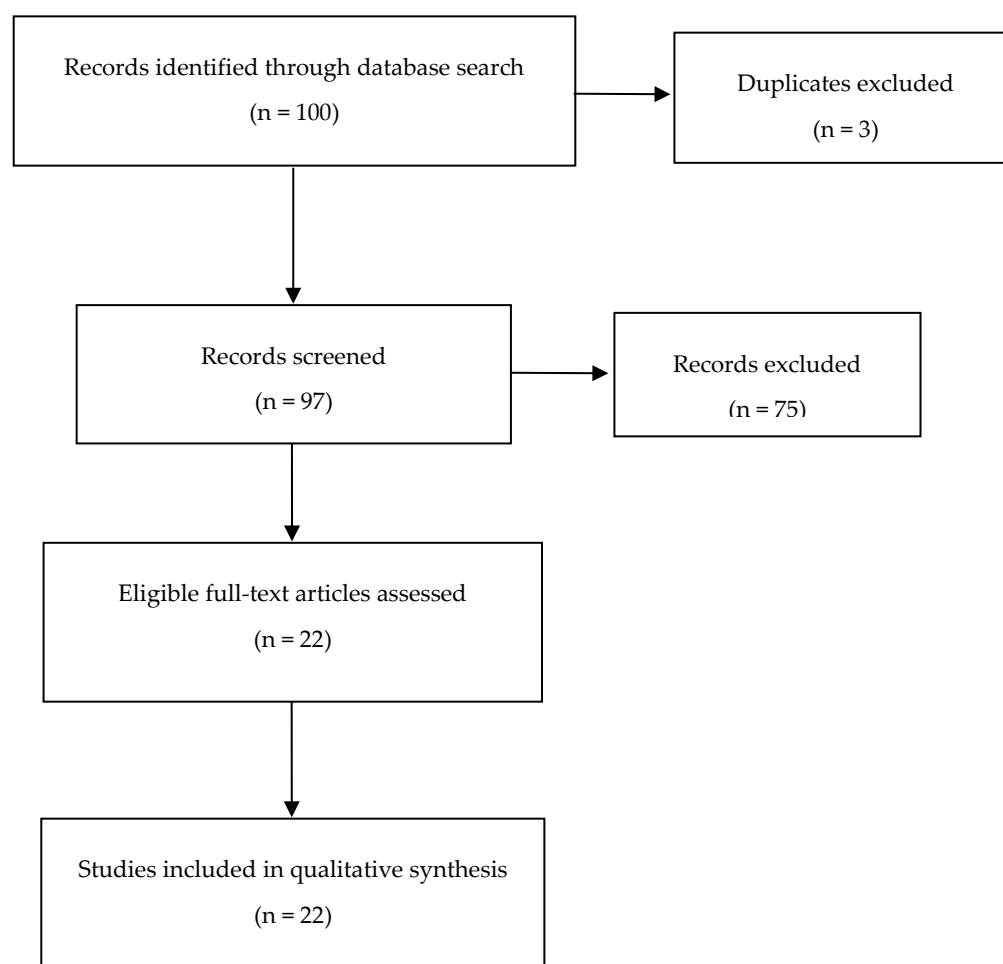 Records identified through database search
(n = 100)
Duplicates excluded
(n = 3)
Records screened
(n = 97)
Records excluded
(n = 75)
Eligible full-text articles assessed
(n = 22)
Studies included in qualitative synthesis
(n = 22)